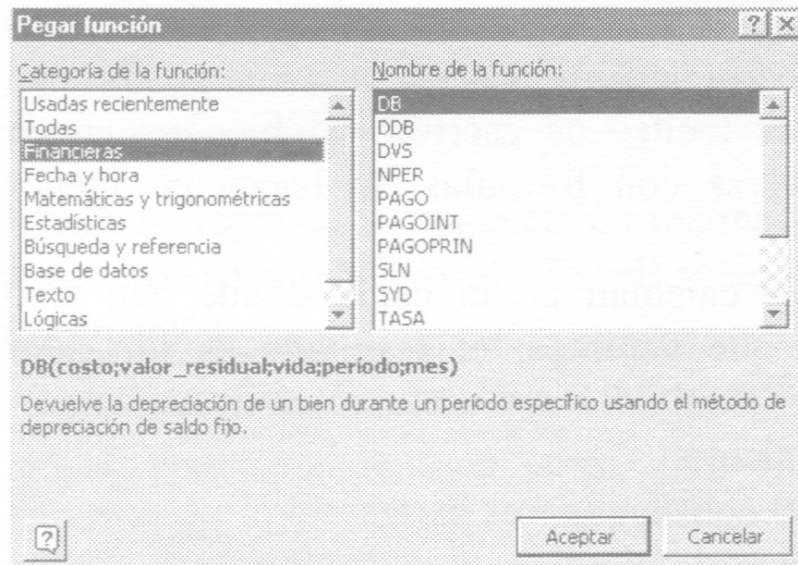 Pegar función
Categoría de la función:
Usadas recientemente
Todas
Financieras
Fecha y hora
Matemáticas y trigonométricas
Estadísticas
Búsqueda y referencia
Base de datos
Texto
Lógicas
Nombre de la función:
DB
DDB
DVS
NPER
PAGO
PAGOINT
PAGOPRIN
SLN
SYD
TASA
DB(costo;valor_residual;vida;período;mes)
Devuelve la depreciación de un bien durante un período específico usando el método de
depreciación de saldo fijo.
Aceptar
Cancelar